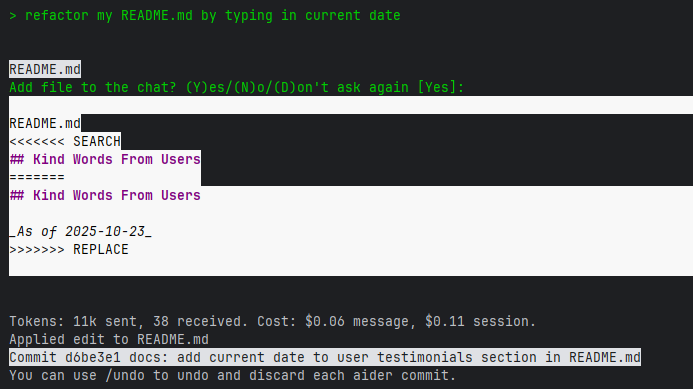 > refactor my README.md by typing in current date
README.md
Add file to the chat? (Y)es/(N)o/(D)on't ask again [Yes]:
README.md
<<<<<<< SEARCH
## Kind Words From Users
=======
## Kind Words From Users
_As of 2025-10-23_
>>>>>>> REPLACE
Tokens: 11k sent, 38 received. Cost: $0.06 message, $0.11 session.
Applied edit to README.md
Commit d6be3e1 docs: add current date to user testimonials section in README.md
You can use /undo to undo and discard each aider commit.